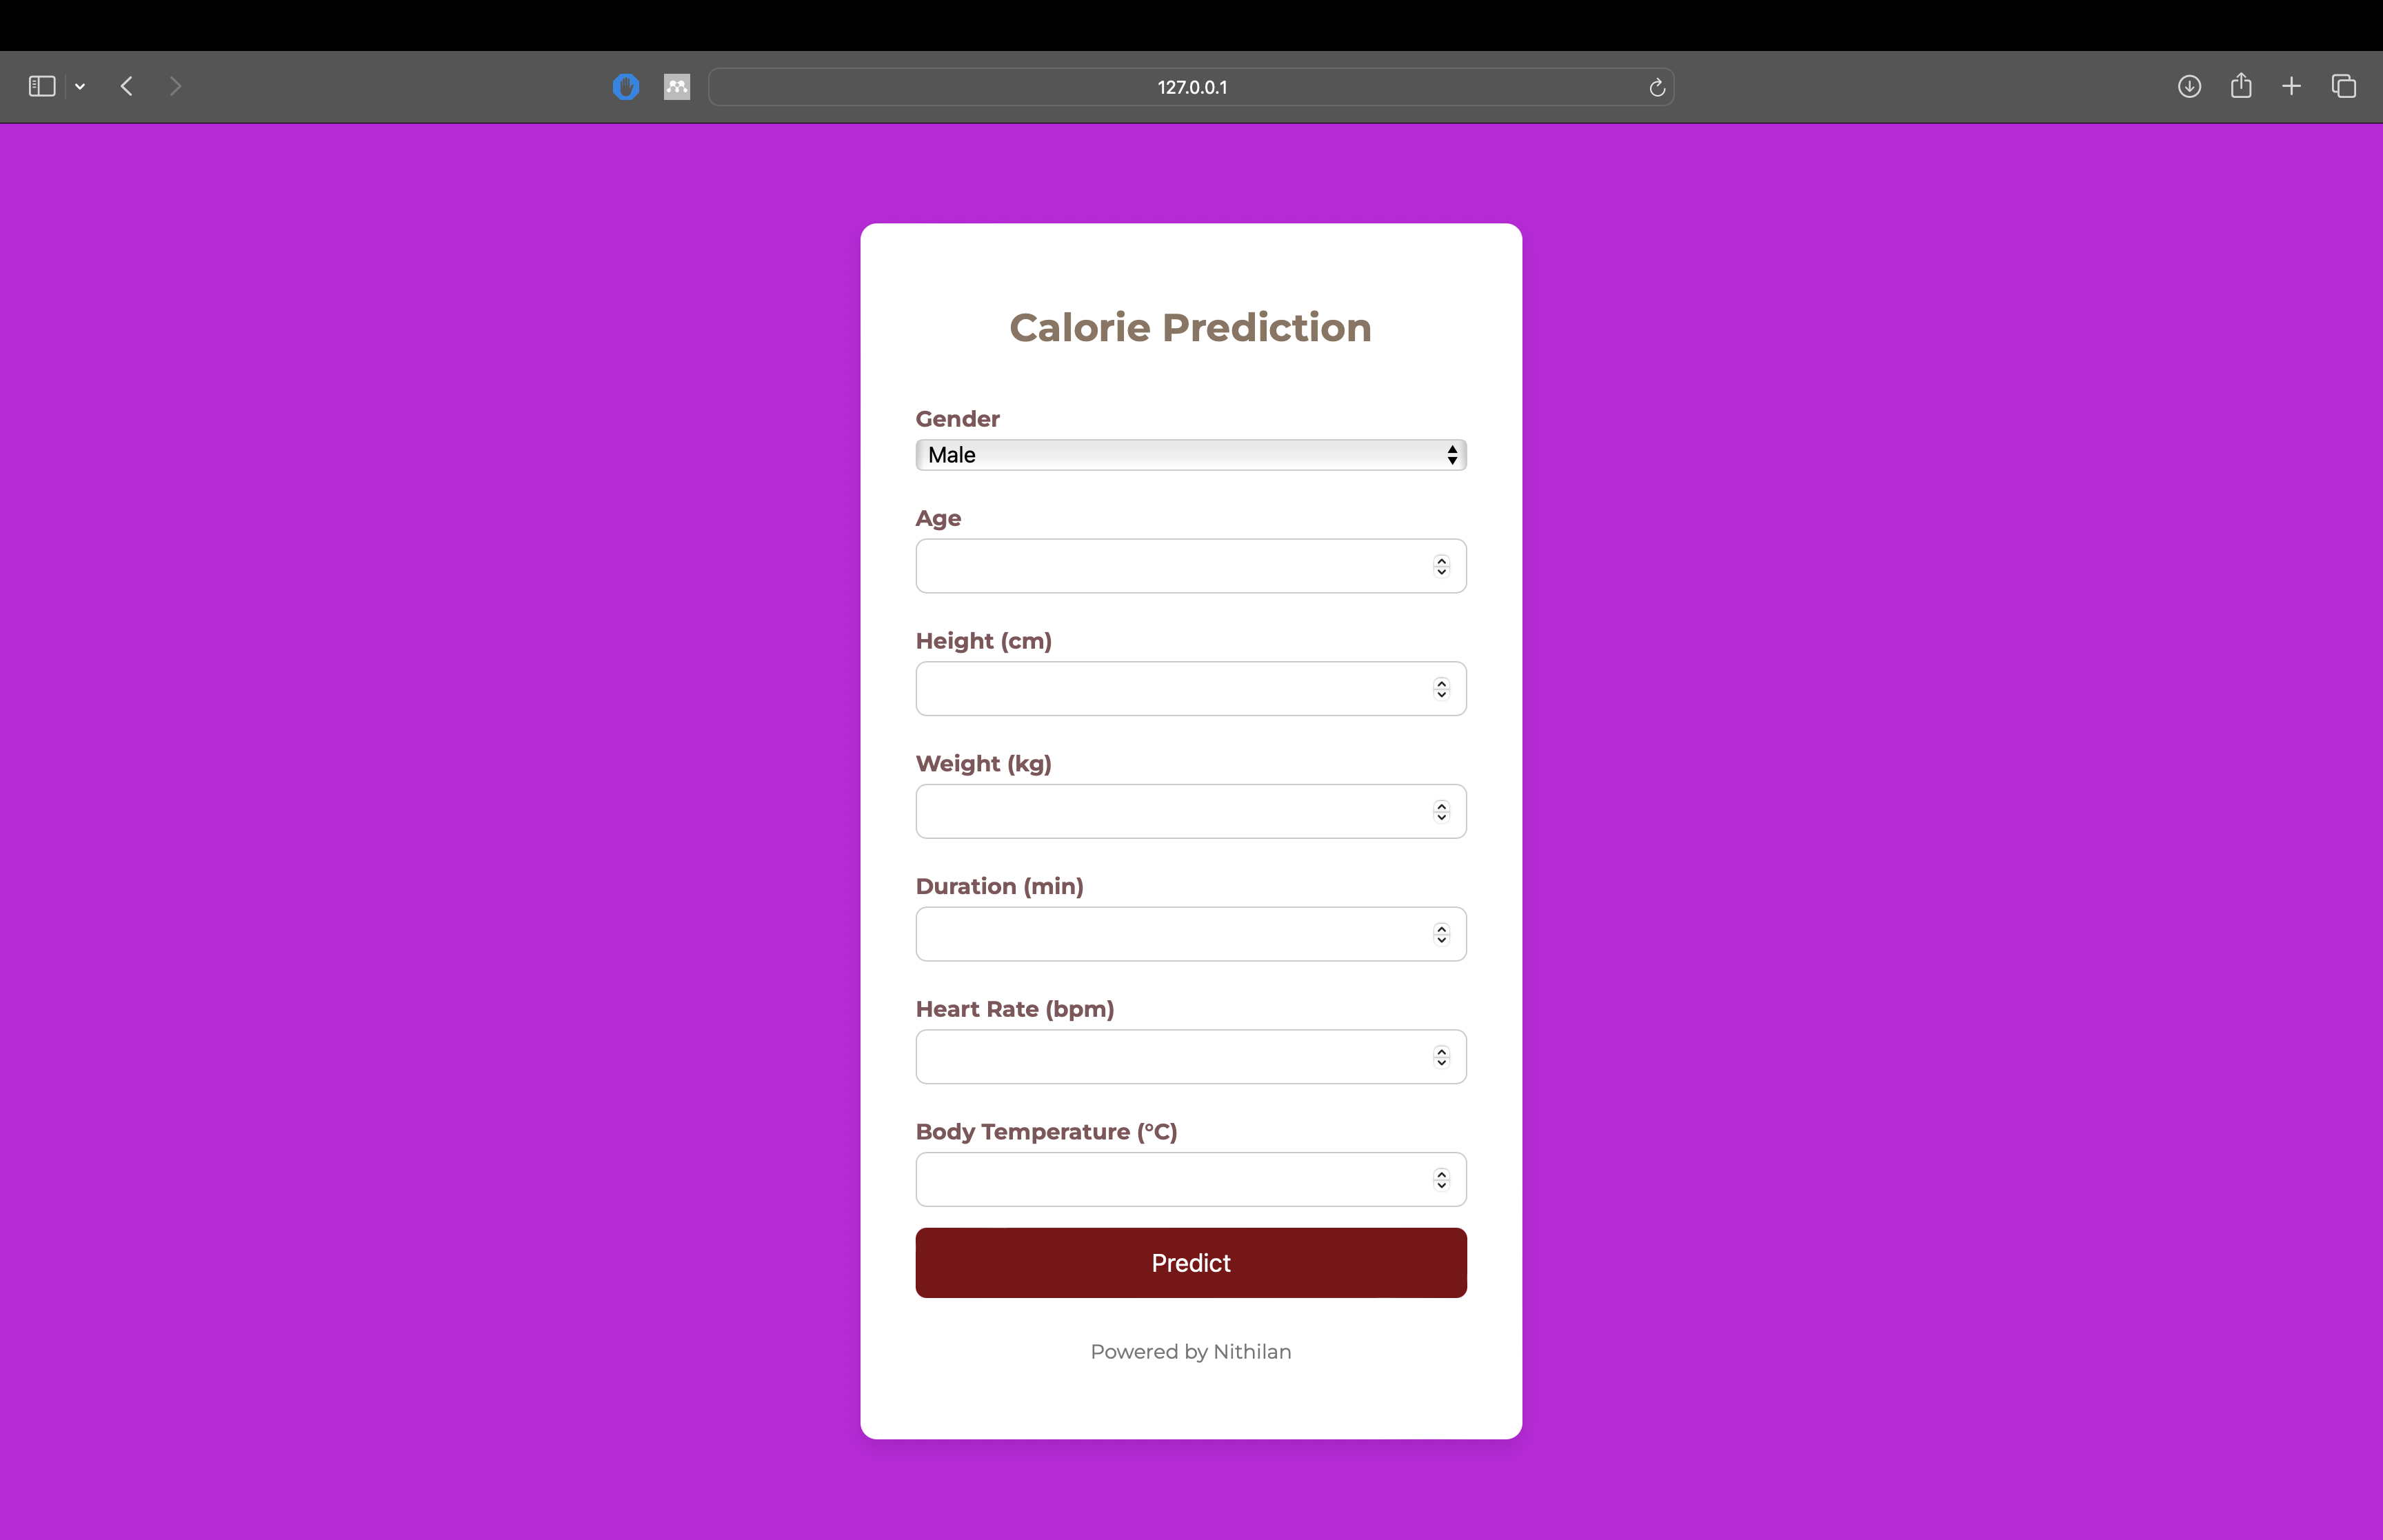 127.0.0.1
Calorie Prediction
Gender
Male
Age
Height (cm)
Weight (kg)
Duration (min)
Heart Rate (bpm)
Body Temperature (°C)
Predict
Powered by Nithilan